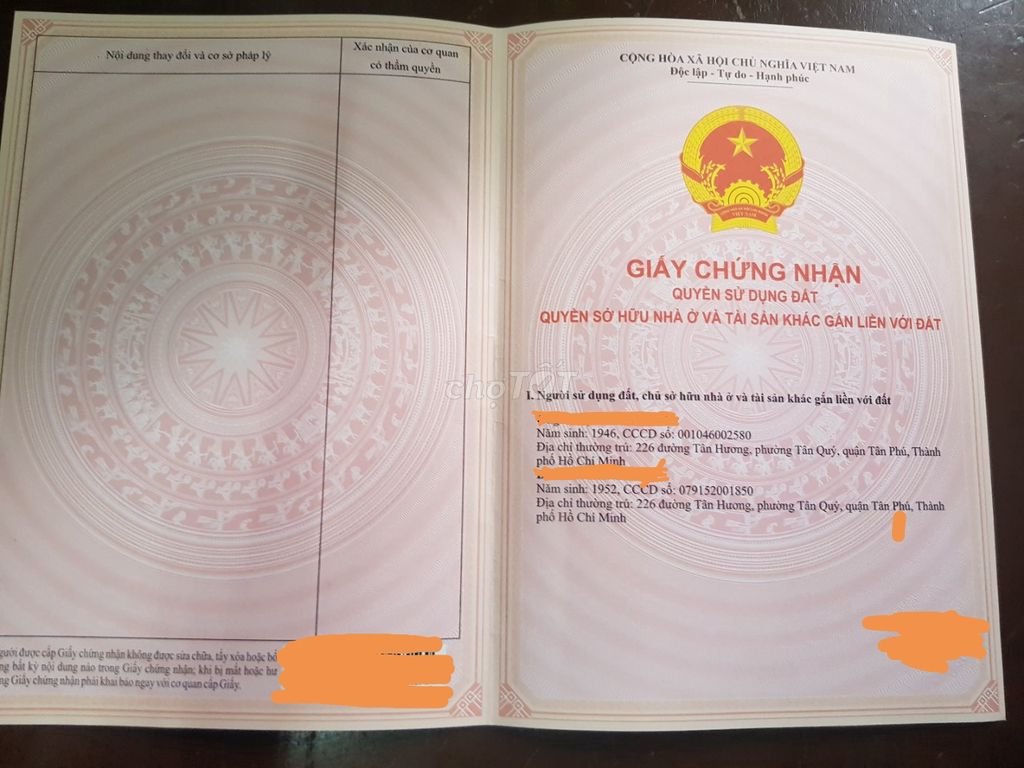 Nội dung thay đổi và cơ sở pháp lý
Xác nhận của cơ quan
có thẩm quyền
gười được cấp Giấy chứng nhận không được sửa chữa, tẩy xóa hoặc bổ
ng bất kỳ nội dung nào trong Giấy chứng nhận; khi bị mất hoặc hư
ng Giấy chứng nhận phải khai báo ngay với cơ quan cấp Giấy.
CỘNG HÒA XÃ HỘI CHỦ NGHĨA VIỆT NAM
Độc lập - Tự do - Hạnh phúc
VIỆT NAM
GIẤY CHỨNG NHẬN
QUYỀN SỬ DỤNG ĐẤT
QUYỀN SỞ HỮU NHÀ Ở VÀ TÀI SẢN KHÁC GẮN LIỀN VỚI ĐẤT
chợTỐT
I. Người sử dụng đất, chủ sở hữu nhà ở và tài sản khác gắn liền với đất
Năm sinh: 1946, CCCD số: 001046002580
Địa chỉ thường trú: 226 đường Tân Hương, phường Tân Quý, quận Tân Phú, Thành
phố Hồ Chí Minh
Năm sinh: 1952, CCCD số: 079152001850
Địa chỉ thường trú: 226 đường Tân Hương, phường Tân Quý, quận Tân Phú, Thành
phố Hồ Chí Minh